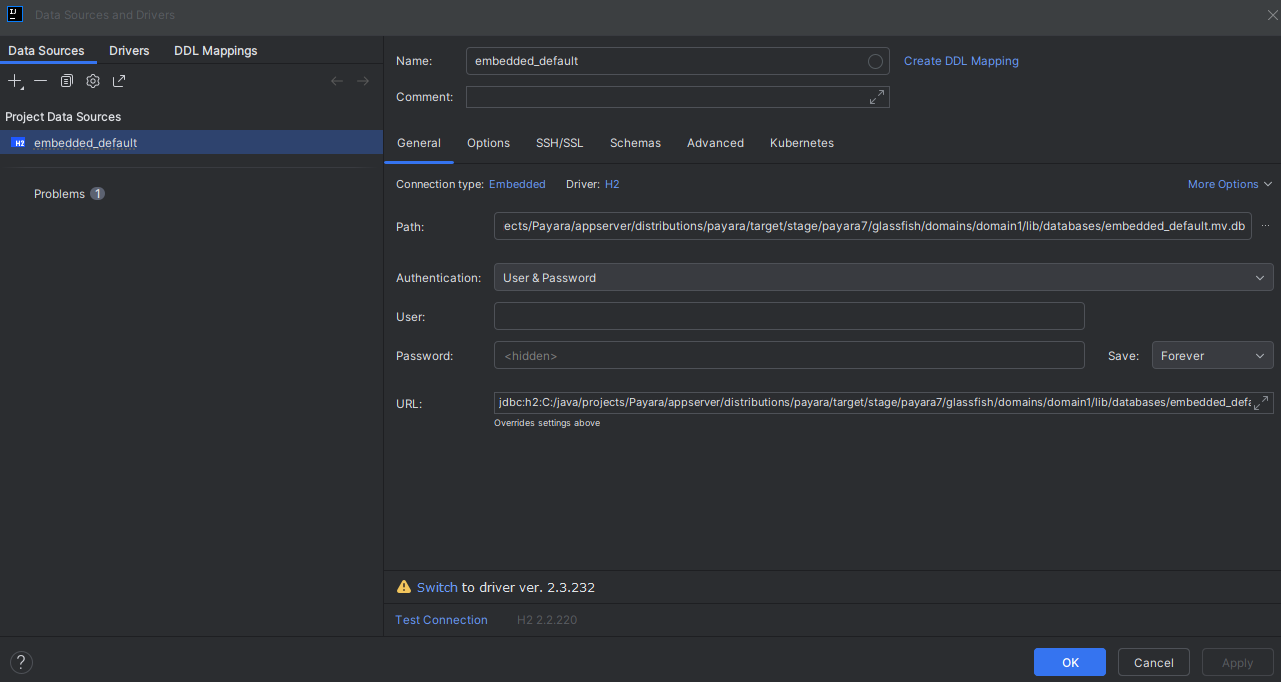 Data Sources and Drivers
Data Sources Drivers DDL Mappings
Project Data Sources
H2 embedded_default
Problems 1
Name: embedded_default Create DDL Mapping
Comment:
General Options SSH/SSL Schemas Advanced Kubernetes
Connection type: Embedded Driver: H2 More Options
Path: ects/Payara/appserver/distributions/payara/target/stage/payara7/glassfish/domains/domain1/lib/databases/embedded_default.mv.db ...
Authentication: User & Password
User:
Password: <hidden> Save: Forever
URL: jdbc:h2:C:/java/projects/Payara/appserver/distributions/payara/target/stage/payara7/glassfish/domains/domain1/lib/databases/embedded_defa
Overrides settings above
Switch to driver ver. 2.3.232
Test Connection H2 2.2.220
? OK Cancel Apply